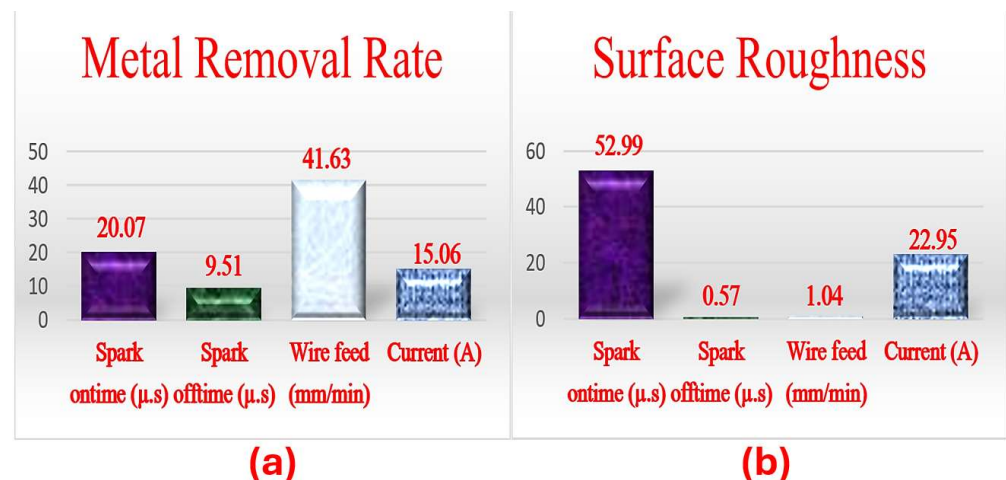 Metal Removal Rate
50
40
30
20
10
0
20.07
9.51
41.63
15.06
Spark
ontime (µ.s)
Spark
offtime (µ.s)
Wire feed
(mm/min)
Current (A)
(a)
Surface Roughness
60
40
20
0
52.99
0.57
1.04
22.95
Spark
ontime (µ.s)
Spark
offtime (µ.s)
Wire feed
(mm/min)
Current (A)
(b)